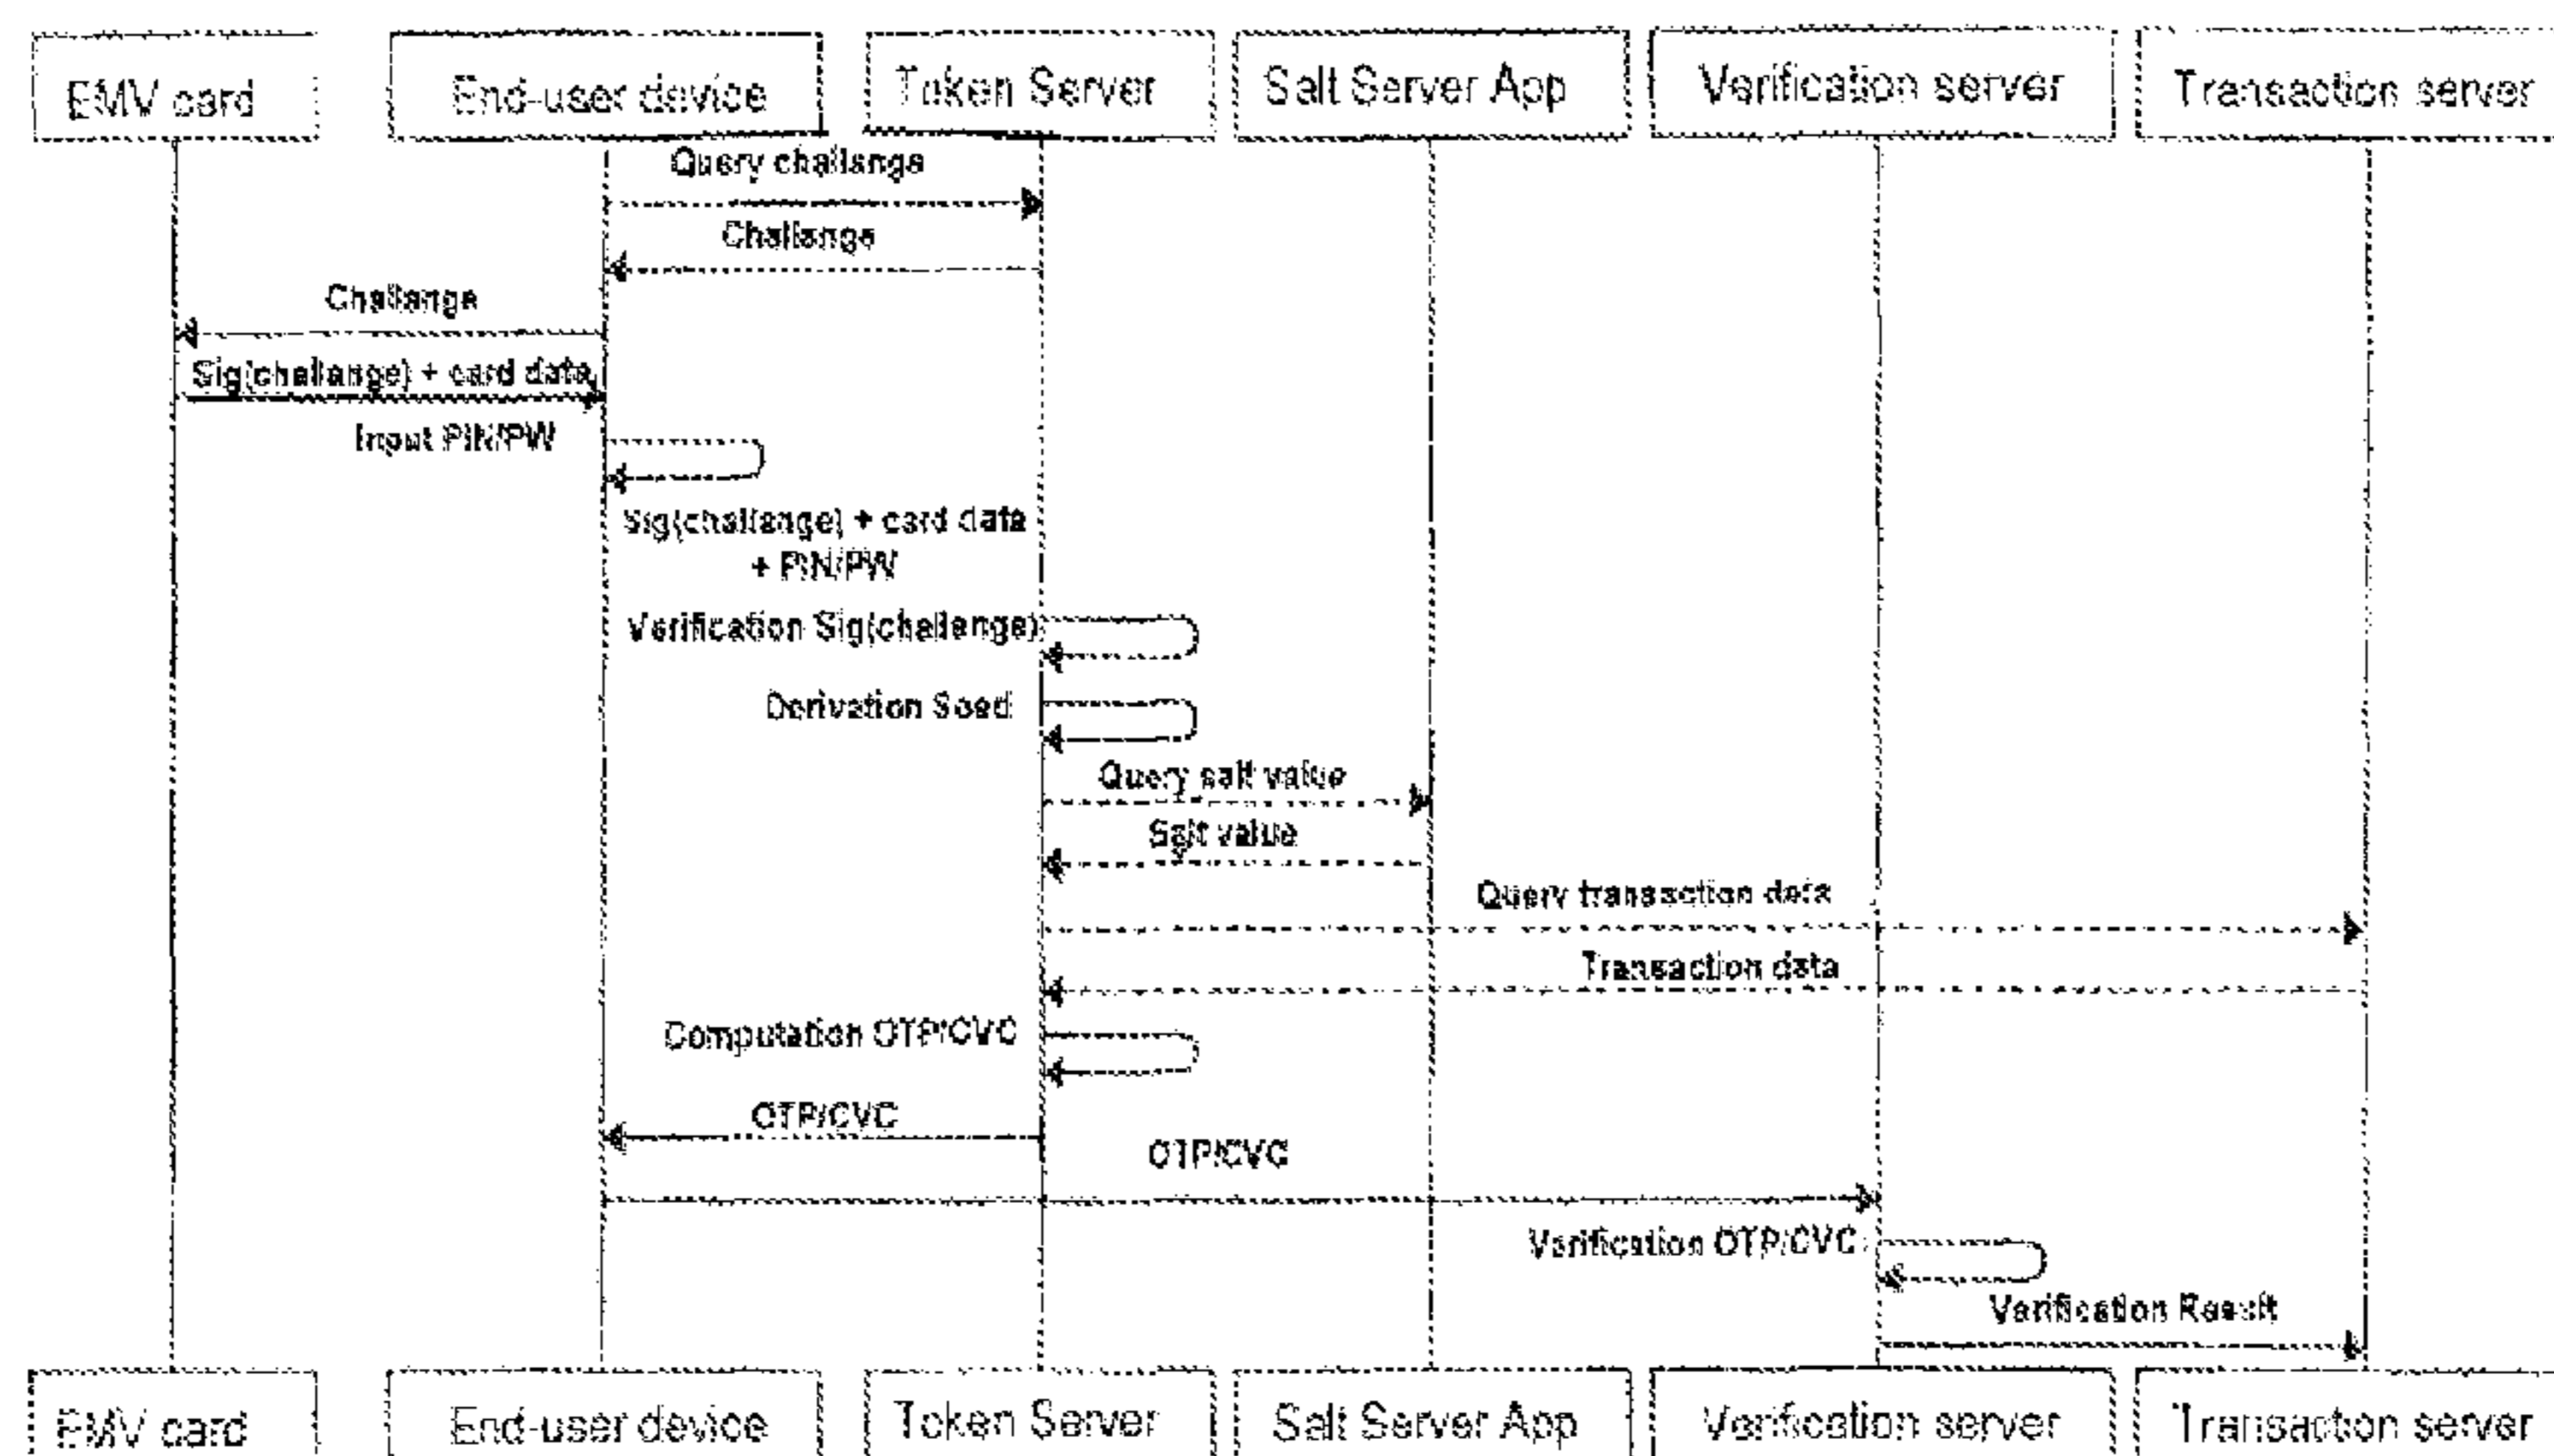 EMV card
End-user device
Token Server
Salt Server App
Verification server
Transaction server
Query challange
Challange
Challange
Sig(challange) + card data
Input PIN/PW
Sig(challange) + card data
+ PIN/PW
Verification Sig(challange)
Derivation Seed
Query salt value
Salt value
Query transaction data
Transaction data
Computation OTP/CVC
OTP/CVC
OTP/CVC
Verification OTP/CVC
Verification Result
EMV card
End-user device
Token Server
Salt Server App
Verification server
Transaction server